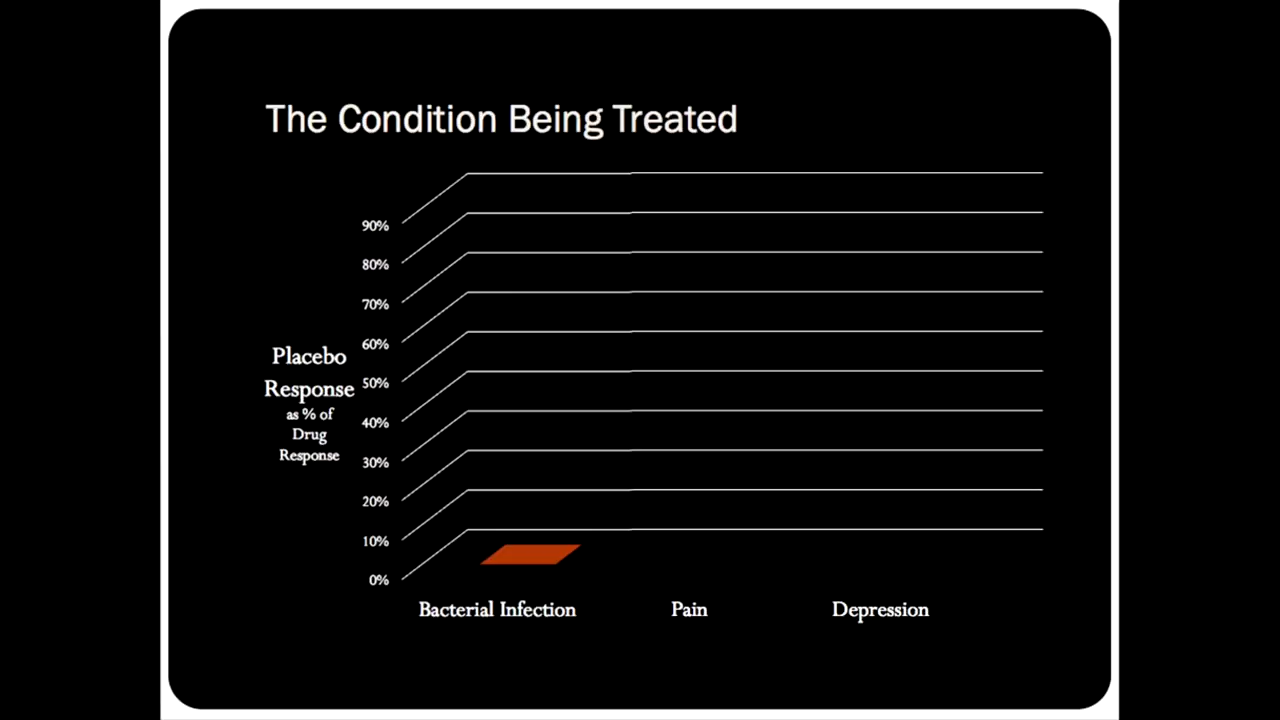 The Condition Being Treated
90%
80%
70%
60%
Placebo
Response
as % of
Drug
Response
50%
40%
30%
20%
10%
0%
Bacterial Infection
Pain
Depression